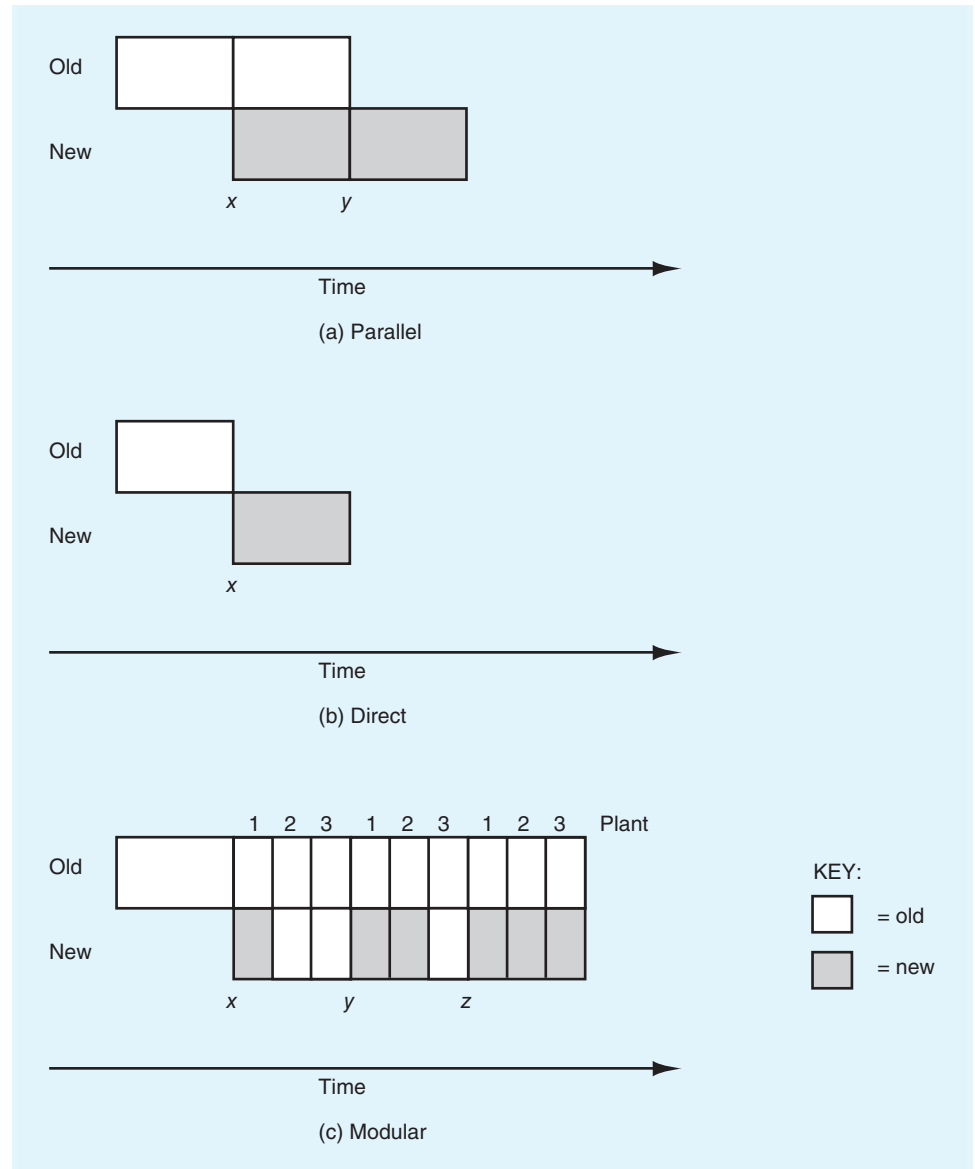 Old
New
x y
Time
(a) Parallel
Old
New
x
Time
(b) Direct
1 2 3 1 2 3 1 2 3 Plant
Old
New
x y z
Time
(c) Modular
KEY:
= old
= new